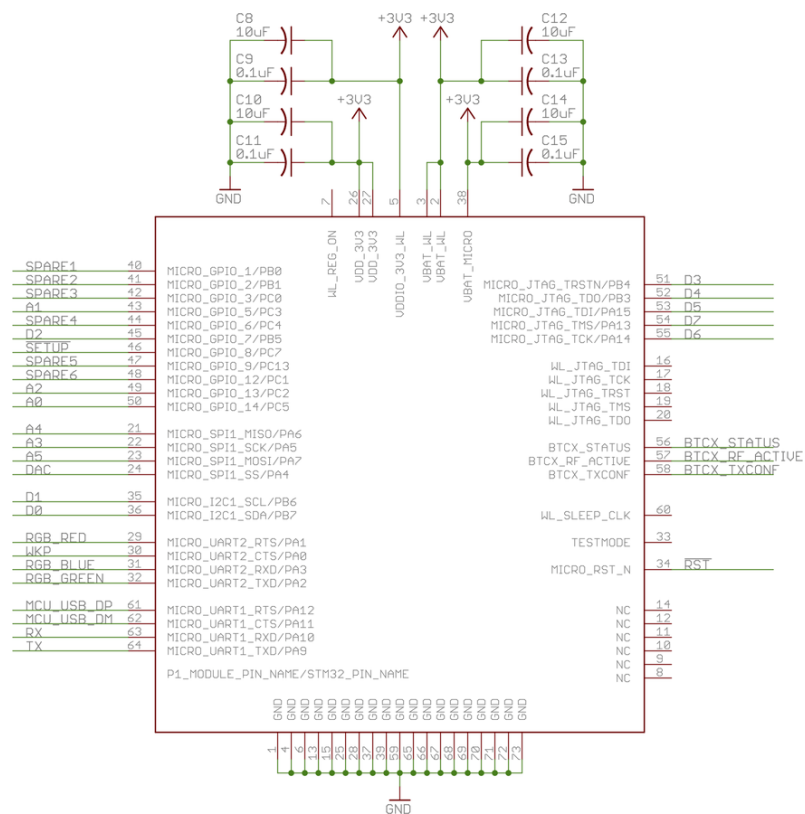 C8
10uF
+3V3
+3V3
C12
10uF
C9
0.1uF
C13
0.1uF
C10
10uF
+3V3
+3V3
C14
10uF
C11
0.1uF
C15
0.1uF
GND
GND
7
26
27
5
3
2
38
WL_REG_ON
VDD_3V3
VDD_3V3
VDDIO_3V3_WL
VBAT_WL
VBAT_WL
VBAT_MICRO
SPARE1 40 MICRO_GPIO_1/PB0
SPARE2 41 MICRO_GPIO_2/PB1
SPARE3 42 MICRO_GPIO_3/PC0
A1 43 MICRO_GPIO_5/PC3
SPARE4 44 MICRO_GPIO_6/PC4
D2 45 MICRO_GPIO_7/PB5
SETUP 46 MICRO_GPIO_8/PC7
SPARE5 47 MICRO_GPIO_9/PC13
SPARE6 48 MICRO_GPIO_12/PC1
A2 49 MICRO_GPIO_13/PC2
A0 50 MICRO_GPIO_14/PC5
A4 21 MICRO_SPI1_MISO/PA6
A3 22 MICRO_SPI1_SCK/PA5
A5 23 MICRO_SPI1_MOSI/PA7
DAC 24 MICRO_SPI1_SS/PA4
D1 35 MICRO_I2C1_SCL/PB6
D0 36 MICRO_I2C1_SDA/PB7
RGB_RED 29 MICRO_UART2_RTS/PA1
WKP 30 MICRO_UART2_CTS/PA0
RGB_BLUE 31 MICRO_UART2_RXD/PA3
RGB_GREEN 32 MICRO_UART2_TXD/PA2
MCU_USB_DP 61 MICRO_UART1_RTS/PA12
MCU_USB_DM 62 MICRO_UART1_CTS/PA11
RX 63 MICRO_UART1_RXD/PA10
TX 64 MICRO_UART1_TXD/PA9
P1_MODULE_PIN_NAME/STM32_PIN_NAME
MICRO_JTAG_TRSTN/PB4 51 D3
MICRO_JTAG_TDO/PB3 52 D4
MICRO_JTAG_TDI/PA15 53 D5
MICRO_JTAG_TMS/PA13 54 D7
MICRO_JTAG_TCK/PA14 55 D6
WL_JTAG_TDI 16
WL_JTAG_TCK 17
WL_JTAG_TRST 18
WL_JTAG_TMS 19
WL_JTAG_TDO 20
BTCX_STATUS 56 BTCX_STATUS
BTCX_RF_ACTIVE 57 BTCX_RF_ACTIVE
BTCX_TXCONF 58 BTCX_TXCONF
WL_SLEEP_CLK 60
TESTMODE 33
MICRO_RST_N 34 RST
NC 14
NC 12
NC 11
NC 10
NC 9
NC 8
GND GND GND GND GND GND GND GND GND GND GND GND GND GND GND GND GND GND GND
1 4 6 13 15 25 28 37 39 59 65 66 67 68 69 70 71 72 73
GND